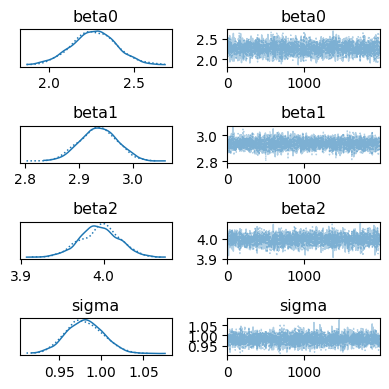 beta0 beta0
2.5
2.0
2.0 2.5 0 1000
beta1 beta1
3.0
2.8
2.8 2.9 3.0 0 1000
beta2 beta2
4.0
3.9
3.9 4.0 0 1000
sigma sigma
1.05
1.00
0.95
0.95 1.00 1.05 0 1000